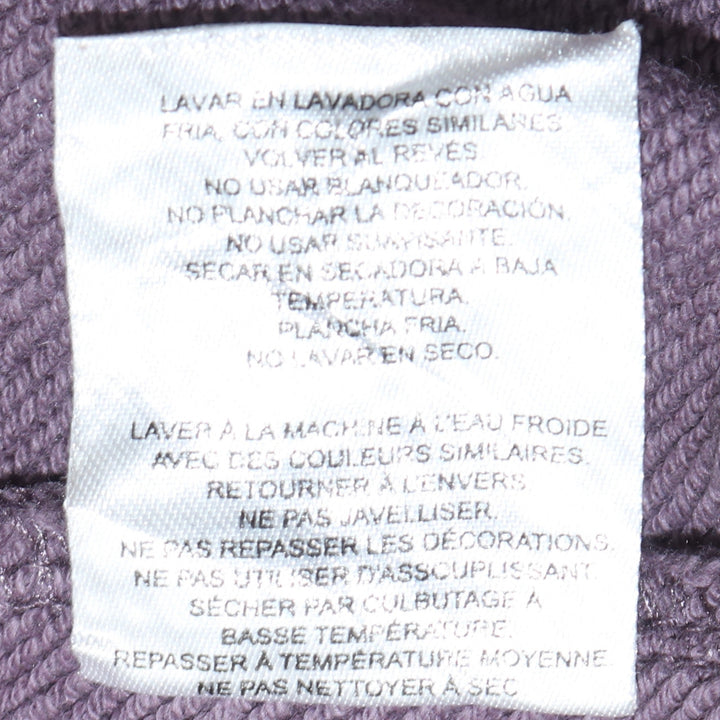 LAVAR EN LAVADORA CON AGUA
FRIA, CON COLORES SIMILARES
VOLVER AL REVÉS
NO USAR BLANQUEADOR.
NO PLANCHAR LA DECORACIÓN.
NO USAR SUAVISANTE.
SECAR EN SECADORA A BAJA
TEMPERATURA.
PLANCHA FRIA.
NO LAVAR EN SECO.
LAVER À LA MACHINE À L'EAU FROIDE
AVEC DES COULEURS SIMILAIRES.
RETOURNER À L'ENVERS
NE PAS JAVELLISER.
NE PAS REPASSER LES DÉCORATIONS.
NE PAS UTILISER D'ASSOUPLISSANT.
SÉCHER PAR CULBUTAGE À
BASSE TEMPÉRATURE.
REPASSER À TEMPÉRATURE MOYENNE.
NE PAS NETTOYER À SEC